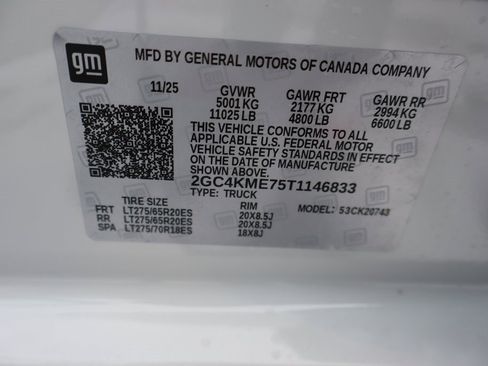 gm
MFD BY GENERAL MOTORS OF CANADA COMPANY
11/25 GVWR GAWR FRT GAWR RR
5001 KG 2177 KG 2994 KG
11025 LB 4800 LB 6600 LB
THIS VEHICLE CONFORMS TO ALL
APPLICABLE U.S. FEDERAL MOTOR
VEHICLE SAFETY STANDARDS IN
EFFECT ON THE DATE OF MANUFACTURE
SHOWN ABOVE.
2GC4KME75T1146833
TYPE: TRUCK
TIRE SIZE RIM MODEL: 53CK20743
FRT LT275/65R20ES 20X8.5J
RR LT275/65R20ES 20X8.5J
SPA LT275/70R18ES 18X8J